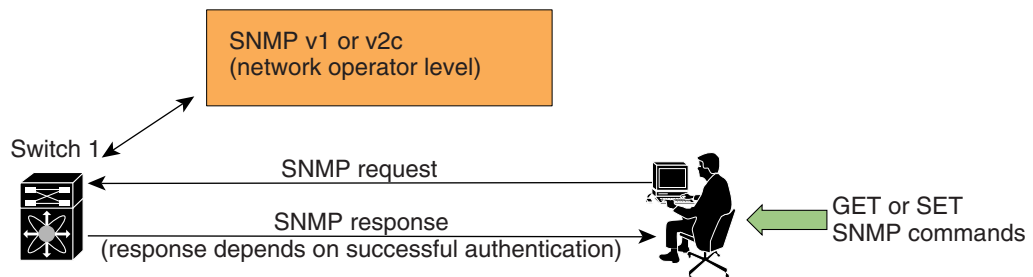 SNMP v1 or v2c
(network operator level)
Switch 1
SNMP request
SNMP response
(response depends on successful authentication)
GET or SET
SNMP commands